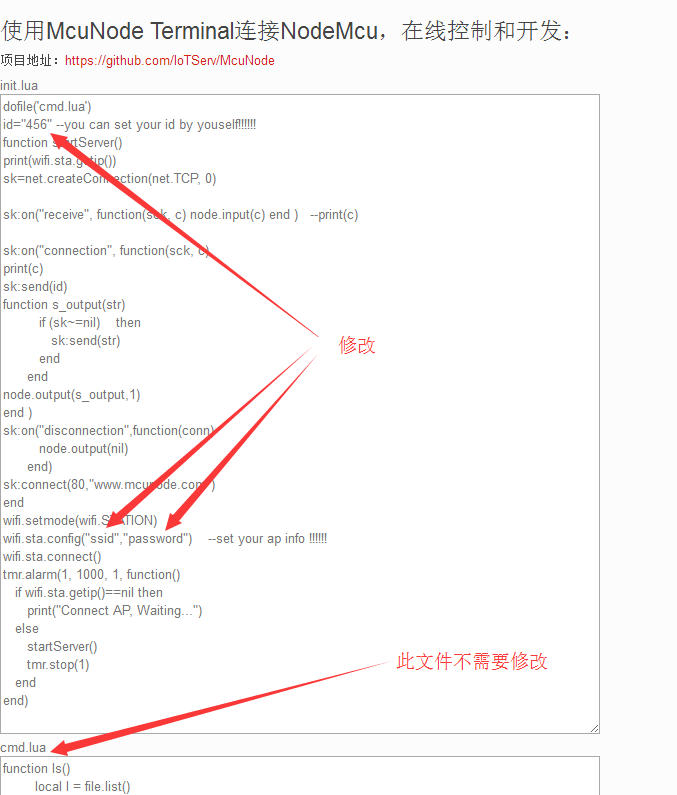 使用McuNode Terminal连接NodeMcu，在线控制和开发：
项目地址：https://github.com/IoTServ/McuNode
init.lua
dofile('cmd.lua')
id="456" --you can set your id by youself!!!!!!
function startServer()
print(wifi.sta.getip())
sk=net.createConnection(net.TCP, 0)
sk:on("receive", function(sck, c) node.input(c) end ) --print(c)
sk:on("connection", function(sck, c)
print(c)
sk:send(id)
function s_output(str)
if (sk~=nil) then
sk:send(str)
修改
end
end
node.output(s_output,1)
end )
sk:on("disconnection",function(conn)
node.output(nil)
end)
sk:connect(80,"www.mcunode.com")
end
wifi.setmode(wifi.STATION)
wifi.sta.config("ssid","password") --set your ap info !!!!!!
wifi.sta.connect()
tmr.alarm(1, 1000, 1, function()
if wifi.sta.getip()==nil then
print("Connect AP, Waiting...")
else
startServer()
tmr.stop(1)
此文件不需要修改
end
end)
cmd.lua
function ls()
local l = file.list()